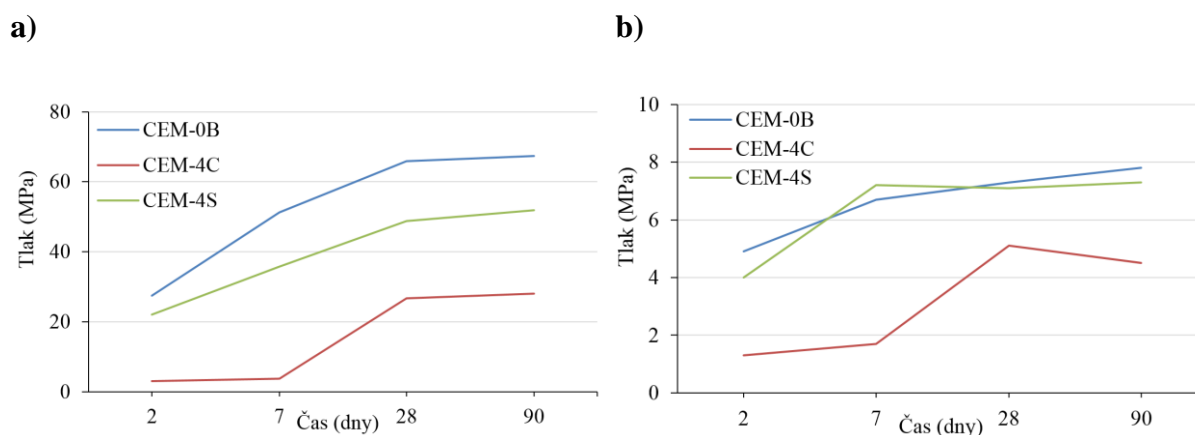 a)
80
60
40
20
0
Tlak (MPa)
CEM-0B
CEM-4C
CEM-4S
2 7 28 90
Čas (dny)
b)
10
8
6
4
2
0
Tlak (MPa)
CEM-0B
CEM-4C
CEM-4S
2 7 28 90
Čas (dny)